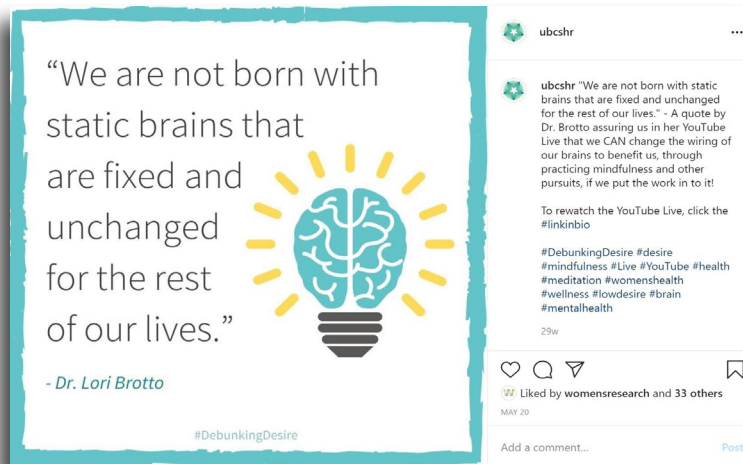 “We are not born with
static brains that
are fixed and
unchanged
for the rest
of our lives.”
- Dr. Lori Brotto
#DebunkingDesire
ubcshr
ubcshr "We are not born with static
brains that are fixed and unchanged
for the rest of our lives." - A quote by
Dr. Brotto assuring us in her YouTube
Live that we CAN change the wiring of
our brains to benefit us, through
practicing mindfulness and other
pursuits, if we put the work in to it!
To rewatch the YouTube Live, click the
#linkinbio
#DebunkingDesire #desire
#mindfulness #Live #YouTube #health
#meditation #womenshealth
#wellness #lowdesire #brain
#mentalhealth
29w
Liked by womensresearch and 33 others
MAY 20
Add a comment... Post